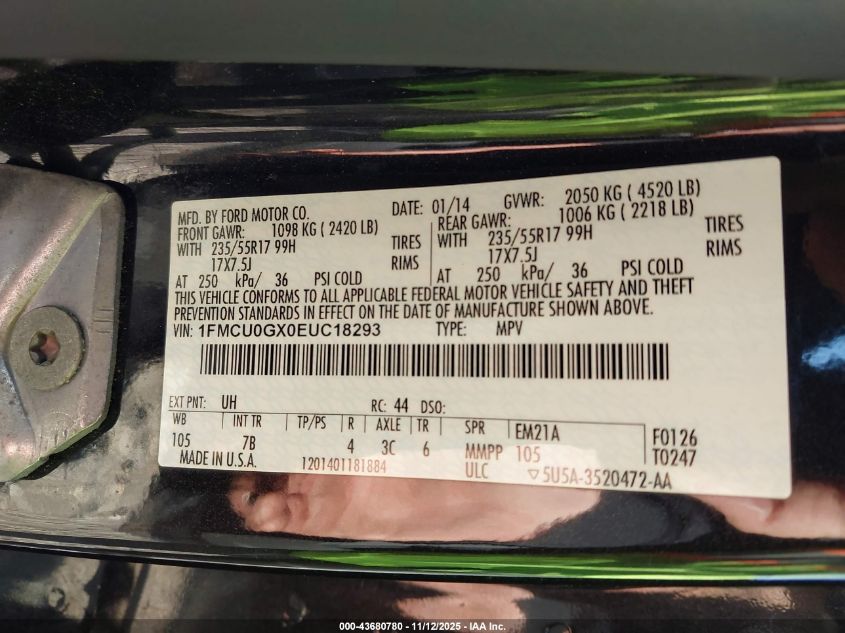 MFD. BY FORD MOTOR CO. DATE: 01/14 GVWR: 2050 KG ( 4520 LB)
FRONT GAWR: 1098 KG ( 2420 LB) REAR GAWR: 1006 KG ( 2218 LB)
WITH 235/55R17 99H TIRES WITH 235/55R17 99H TIRES
17X7.5J RIMS 17X7.5J RIMS
AT 250 kPa/ 36 PSI COLD AT 250 kPa/ 36 PSI COLD
THIS VEHICLE CONFORMS TO ALL APPLICABLE FEDERAL MOTOR VEHICLE SAFETY AND THEFT
PREVENTION STANDARDS IN EFFECT ON THE DATE OF MANUFACTURE SHOWN ABOVE.
VIN: 1FMCU0GX0EUC18293 TYPE: MPV
EXT PNT: UH RC: 44 DSO:
WB INT TR TP/PS R AXLE TR SPR EM21A F0126
105 7B 4 3C 6 MMPP 105 T0247
MADE IN U.S.A. 1201401181884 ULC ▽5U5A-3520472-AA
000-43680780 - 11/12/2025 - IAA Inc.